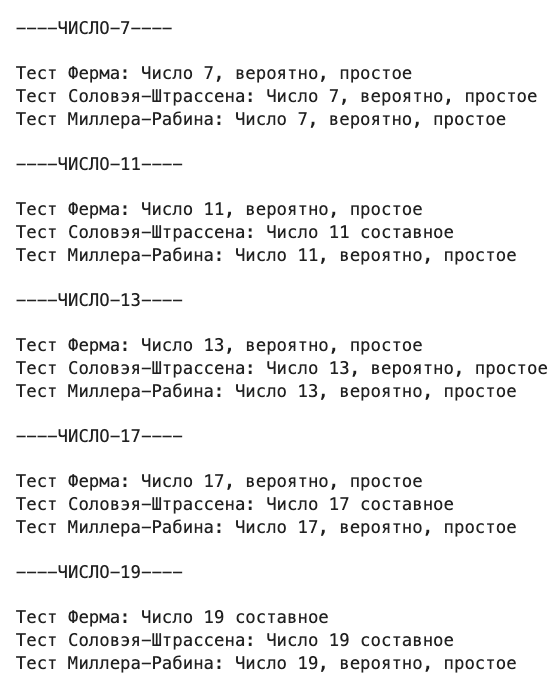 ----ЧИСЛО-7----
Тест Ферма: Число 7, вероятно, простое
Тест Соловэя-Штрассена: Число 7, вероятно, простое
Тест Миллера-Рабина: Число 7, вероятно, простое
----ЧИСЛО-11----
Тест Ферма: Число 11, вероятно, простое
Тест Соловэя-Штрассена: Число 11 составное
Тест Миллера-Рабина: Число 11, вероятно, простое
----ЧИСЛО-13----
Тест Ферма: Число 13, вероятно, простое
Тест Соловэя-Штрассена: Число 13, вероятно, простое
Тест Миллера-Рабина: Число 13, вероятно, простое
----ЧИСЛО-17----
Тест Ферма: Число 17, вероятно, простое
Тест Соловэя-Штрассена: Число 17 составное
Тест Миллера-Рабина: Число 17, вероятно, простое
----ЧИСЛО-19----
Тест Ферма: Число 19 составное
Тест Соловэя-Штрассена: Число 19 составное
Тест Миллера-Рабина: Число 19, вероятно, простое